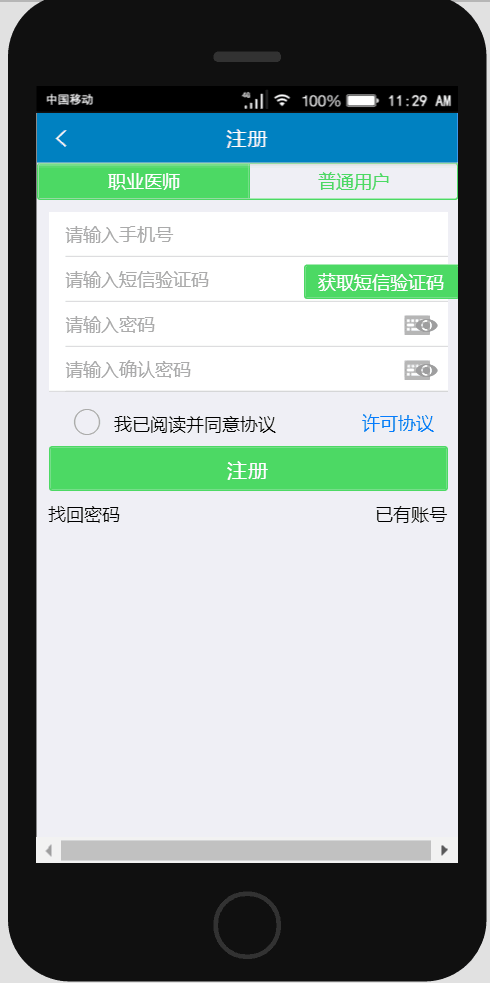 中国移动 4G 100% 11:29 AM
注册
职业医师 普通用户
请输入手机号
请输入短信验证码 获取短信验证码
请输入密码
请输入确认密码
我已阅读并同意协议 许可协议
注册
找回密码 已有账号